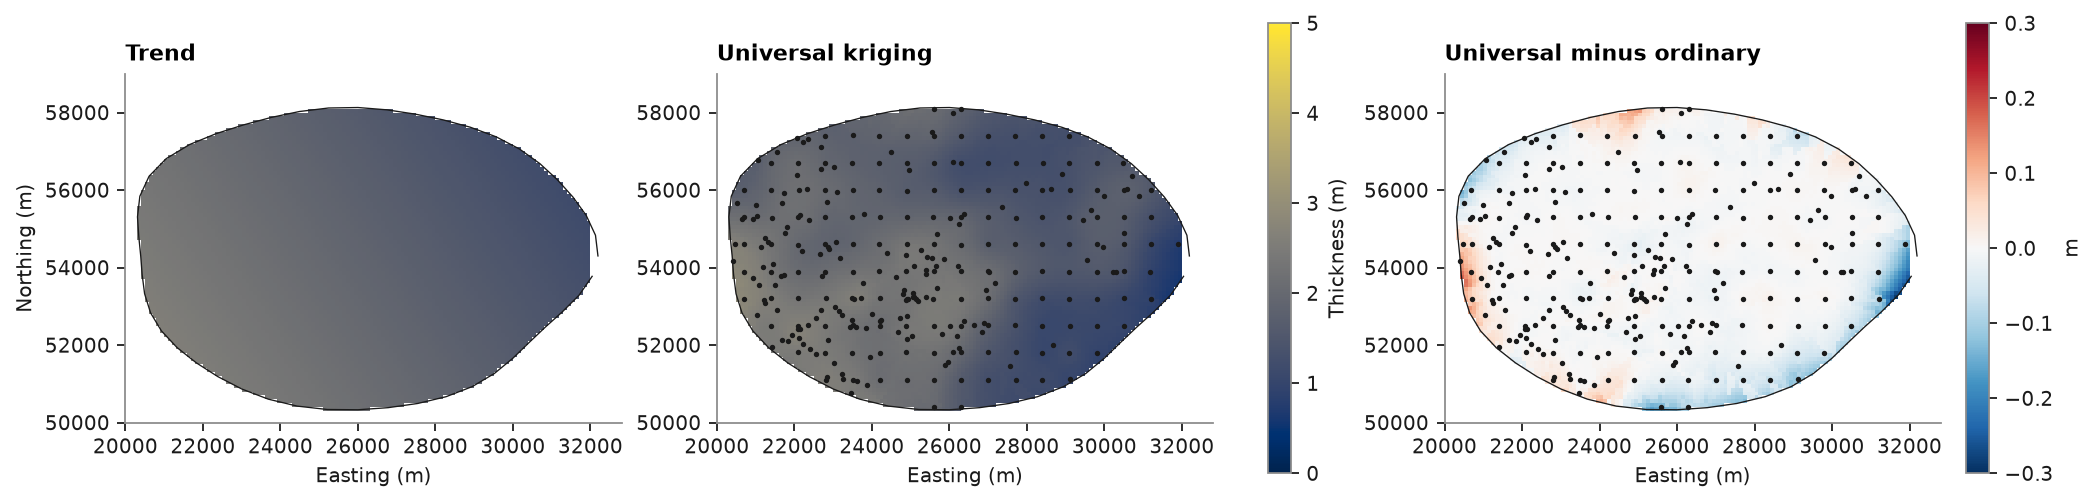 Trend
Universal kriging
Universal minus ordinary
58000
56000
54000
52000
50000
Northing (m)
20000 22000 24000 26000 28000 30000 32000
Easting (m)
58000
56000
54000
52000
50000
20000 22000 24000 26000 28000 30000 32000
Easting (m)
5
4
3
2
1
0
Thickness (m)
58000
56000
54000
52000
50000
20000 22000 24000 26000 28000 30000 32000
Easting (m)
0.3
0.2
0.1
0.0
−0.1
−0.2
−0.3
m